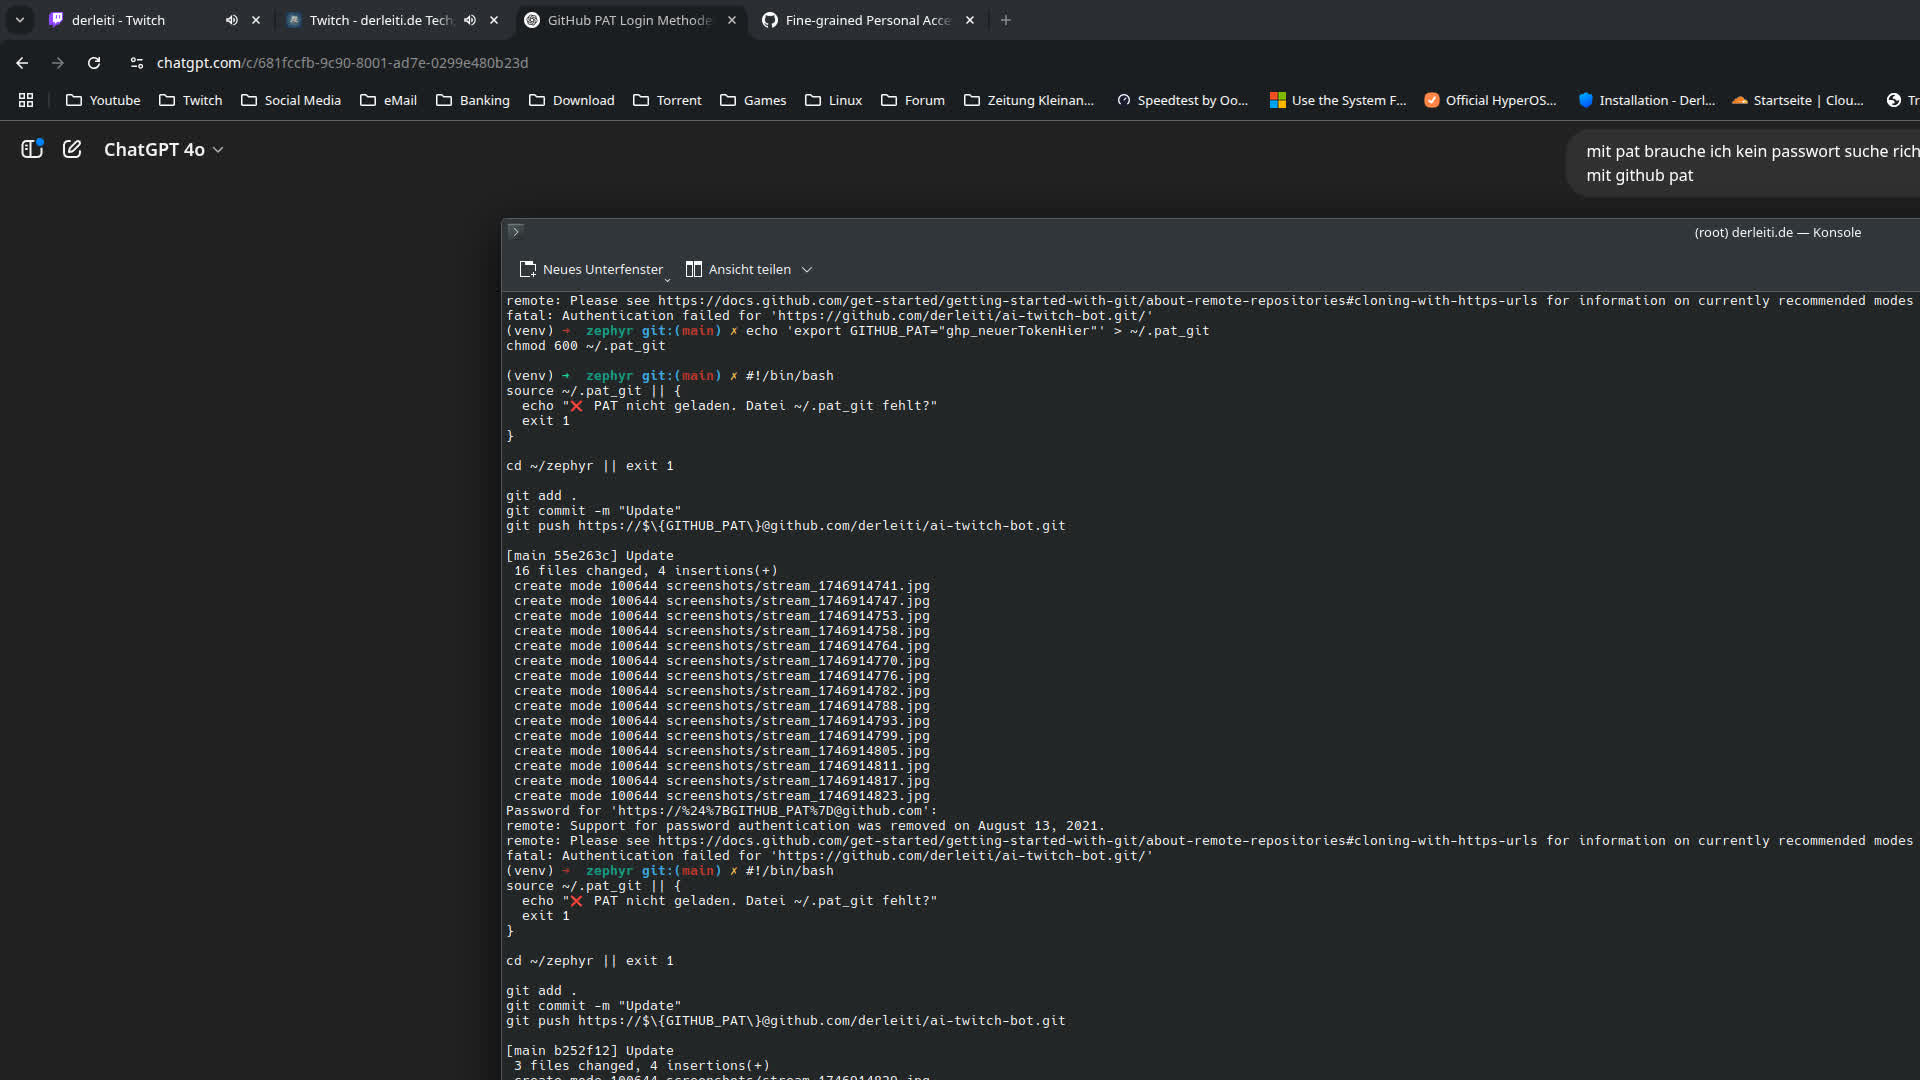 derleiti - Twitch
Twitch - derleiti.de Tech
GitHub PAT Login Methode
Fine-grained Personal Acce
chatgpt.com/c/681fccfb-9c90-8001-ad7e-0299e480b23d
Youtube
Twitch
Social Media
eMail
Banking
Download
Torrent
Games
Linux
Forum
Zeitung Kleinan...
Speedtest by Oo...
Use the System F...
Official HyperOS...
Installation - Derl...
Startseite | Clou...
Tr
ChatGPT 4o
mit pat brauche ich kein passwort suche rich
mit github pat
(root) derleiti.de — Konsole
Neues Unterfenster
Ansicht teilen
remote: Please see https://docs.github.com/get-started/getting-started-with-git/about-remote-repositories#cloning-with-https-urls for information on currently recommended modes
fatal: Authentication failed for 'https://github.com/derleiti/ai-twitch-bot.git/'
(venv) ➜  zephyr git:(main) ✗ echo 'export GITHUB_PAT="ghp_neuerTokenHier"' > ~/.pat_git
chmod 600 ~/.pat_git
(venv) ➜  zephyr git:(main) ✗ #!/bin/bash
source ~/.pat_git || {
  echo "❌ PAT nicht geladen. Datei ~/.pat_git fehlt?"
  exit 1
}
cd ~/zephyr || exit 1
git add .
git commit -m "Update"
git push https://$\{GITHUB_PAT\}@github.com/derleiti/ai-twitch-bot.git
[main 55e263c] Update
 16 files changed, 4 insertions(+)
 create mode 100644 screenshots/stream_1746914741.jpg
 create mode 100644 screenshots/stream_1746914747.jpg
 create mode 100644 screenshots/stream_1746914753.jpg
 create mode 100644 screenshots/stream_1746914758.jpg
 create mode 100644 screenshots/stream_1746914764.jpg
 create mode 100644 screenshots/stream_1746914770.jpg
 create mode 100644 screenshots/stream_1746914776.jpg
 create mode 100644 screenshots/stream_1746914782.jpg
 create mode 100644 screenshots/stream_1746914788.jpg
 create mode 100644 screenshots/stream_1746914793.jpg
 create mode 100644 screenshots/stream_1746914799.jpg
 create mode 100644 screenshots/stream_1746914805.jpg
 create mode 100644 screenshots/stream_1746914811.jpg
 create mode 100644 screenshots/stream_1746914817.jpg
 create mode 100644 screenshots/stream_1746914823.jpg
Password for 'https://%24%7BGITHUB_PAT%7D@github.com':
remote: Support for password authentication was removed on August 13, 2021.
remote: Please see https://docs.github.com/get-started/getting-started-with-git/about-remote-repositories#cloning-with-https-urls for information on currently recommended modes
fatal: Authentication failed for 'https://github.com/derleiti/ai-twitch-bot.git/'
(venv) ➜  zephyr git:(main) ✗ #!/bin/bash
source ~/.pat_git || {
  echo "❌ PAT nicht geladen. Datei ~/.pat_git fehlt?"
  exit 1
}
cd ~/zephyr || exit 1
git add .
git commit -m "Update"
git push https://$\{GITHUB_PAT\}@github.com/derleiti/ai-twitch-bot.git
[main b252f12] Update
 3 files changed, 4 insertions(+)
 create mode 100644 screenshots/stream_1746914829.jpg